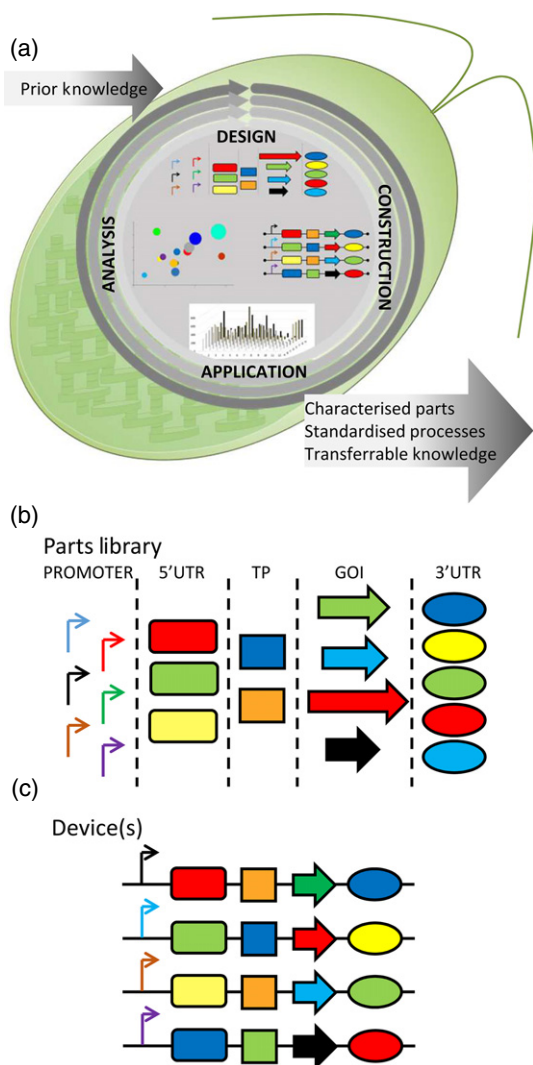 (a)
Prior knowledge
DESIGN
CONSTRUCTION
ANALYSIS
APPLICATION
Characterised parts
Standardised processes
Transferrable knowledge
(b)
Parts library
PROMOTER 5'UTR TP GOI 3'UTR
(c)
Device(s)